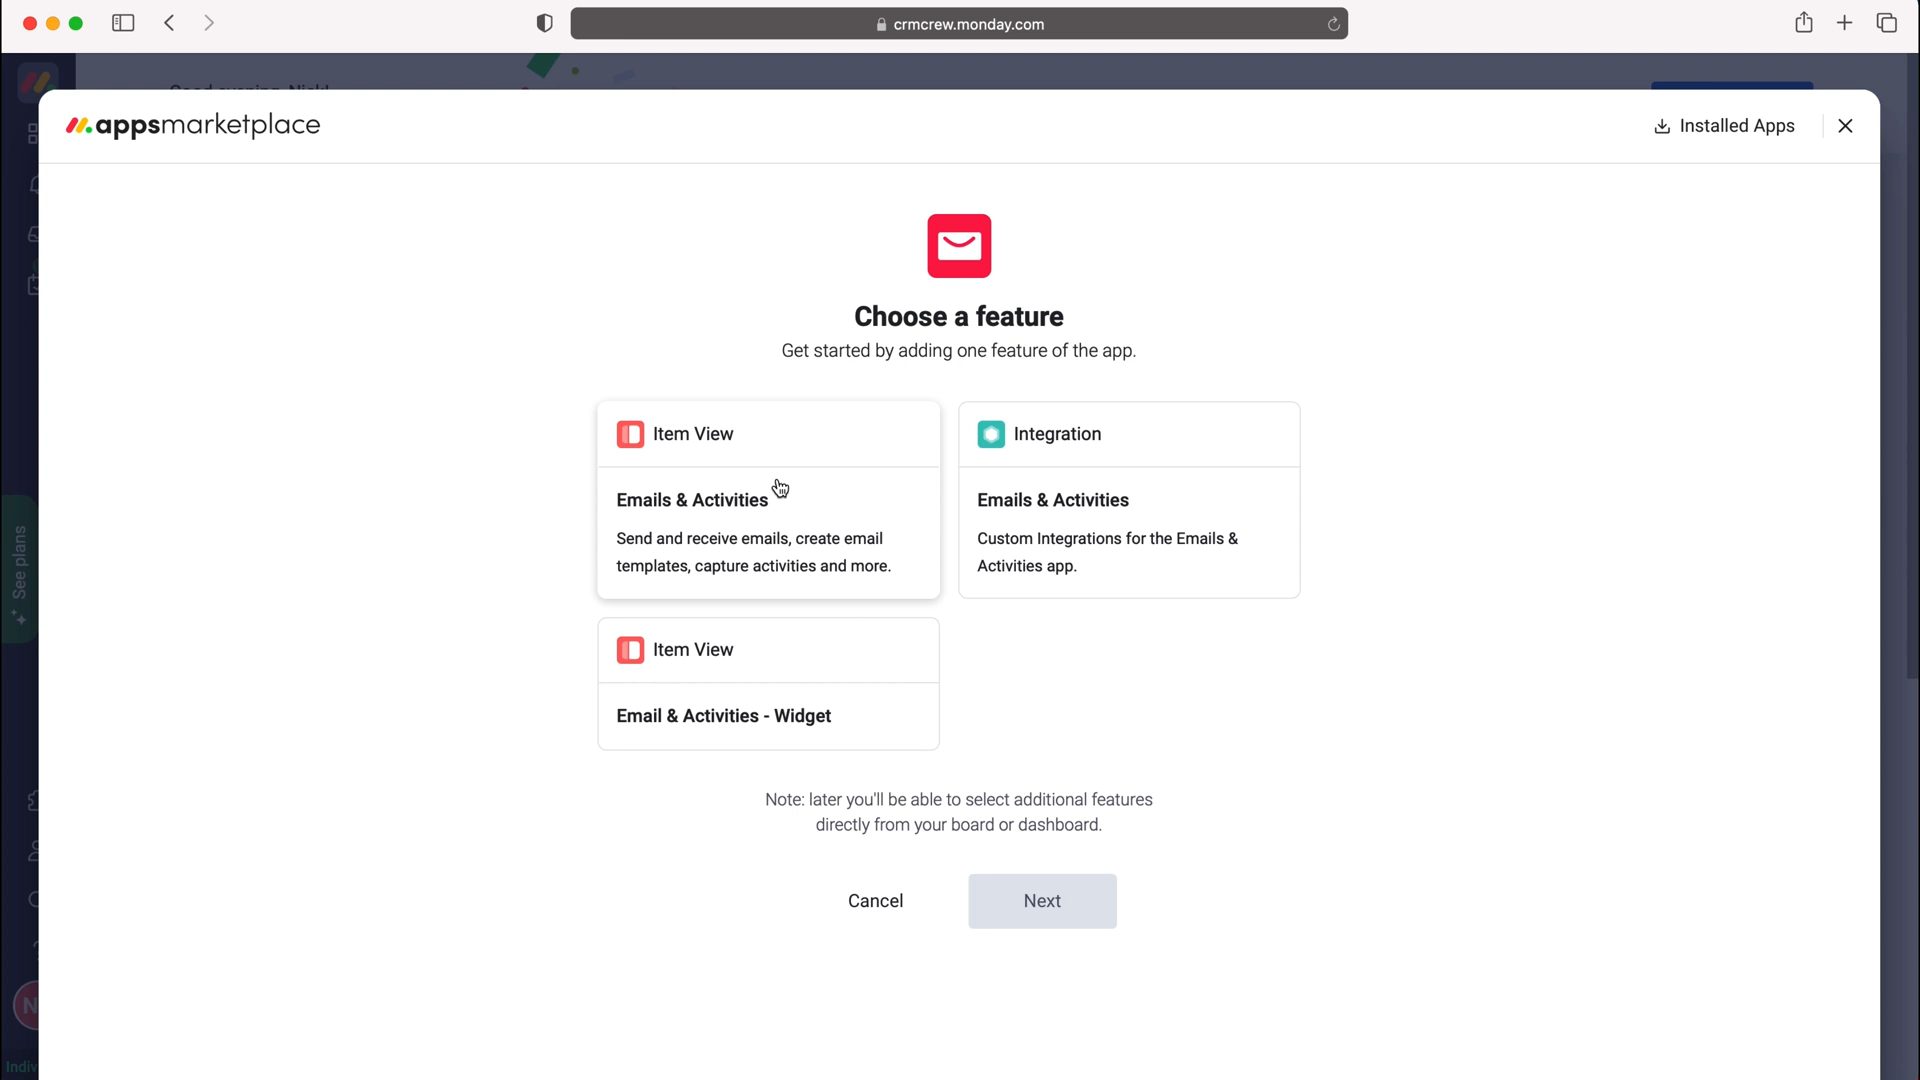 crmcrew.monday.com
appsmarketplace
Installed Apps
Choose a feature
Get started by adding one feature of the app.
Item View
Emails & Activities
Send and receive emails, create email
templates, capture activities and more.
Integration
Emails & Activities
Custom Integrations for the Emails &
Activities app.
Item View
Email & Activities - Widget
Note: later you'll be able to select additional features
directly from your board or dashboard.
Cancel
Next
See plans
N